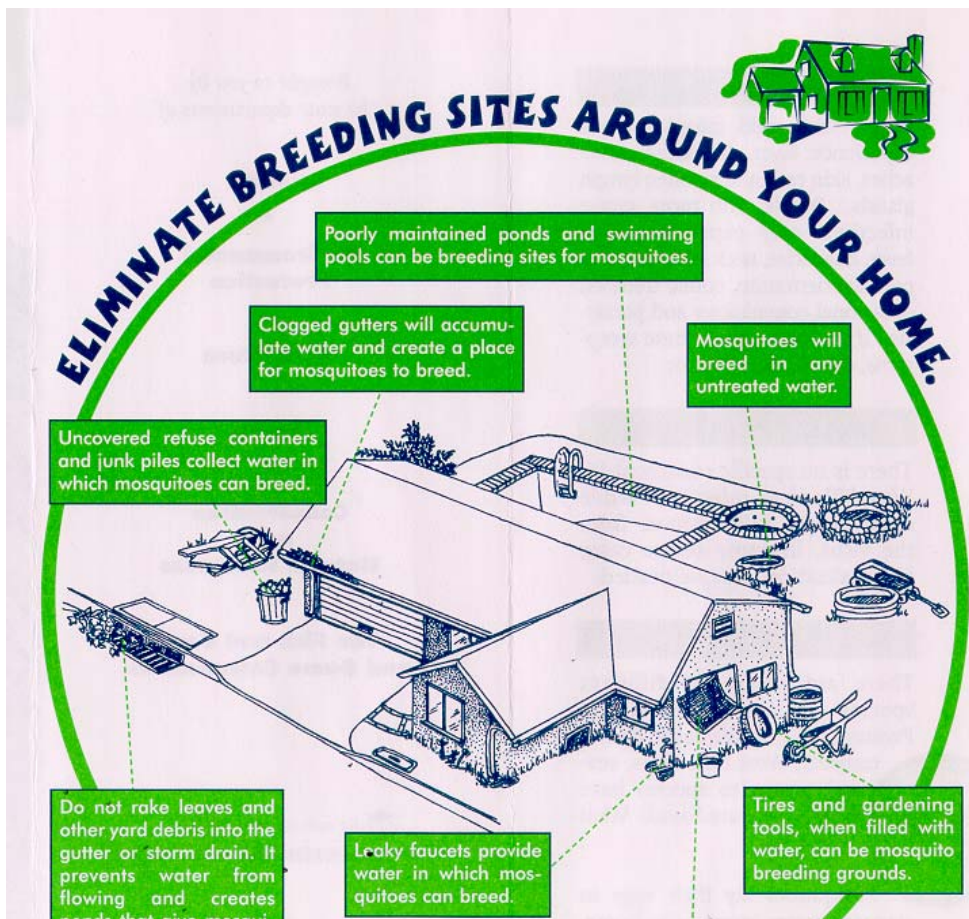 ELIMINATE BREEDING SITES AROUND YOUR HOME.
Poorly maintained ponds and swimming
pools can be breeding sites for mosquitoes.
Clogged gutters will accumu-
late water and create a place
for mosquitoes to breed.
Mosquitoes will
breed in any
untreated water.
Uncovered refuse containers
and junk piles collect water in
which mosquitoes can breed.
Do not rake leaves and
other yard debris into the
gutter or storm drain. It
prevents water from
flowing and creates
ponds that give mosqui-
Leaky faucets provide
water in which mos-
quitoes can breed.
Tires and gardening
tools, when filled with
water, can be mosquito
breeding grounds.